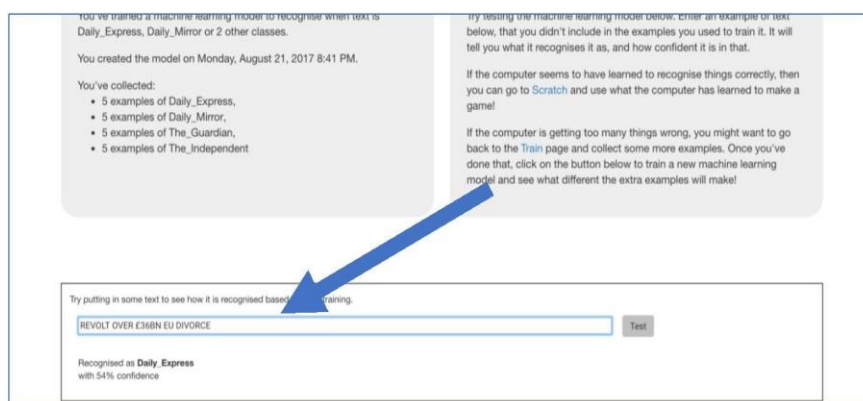 You've trained a machine learning model to recognise when text is
Daily_Express, Daily_Mirror or 2 other classes.
You created the model on Monday, August 21, 2017 8:41 PM.
You've collected:
• 5 examples of Daily_Express,
• 5 examples of Daily_Mirror,
• 5 examples of The_Guardian,
• 5 examples of The_Independent
Try testing the machine learning model below. Enter an example of text
below, that you didn't include in the examples you used to train it. It will
tell you what it recognises it as, and how confident it is in that.
If the computer seems to have learned to recognise things correctly, then
you can go to Scratch and use what the computer has learned to make a
game!
If the computer is getting too many things wrong, you might want to go
back to the Train page and collect some more examples. Once you've
done that, click on the button below to train a new machine learning
model and see what different the extra examples will make!
Try putting in some text to see how it is recognised based training.
REVOLT OVER £36BN EU DIVORCE
Test
Recognised as Daily_Express
with 54% confidence